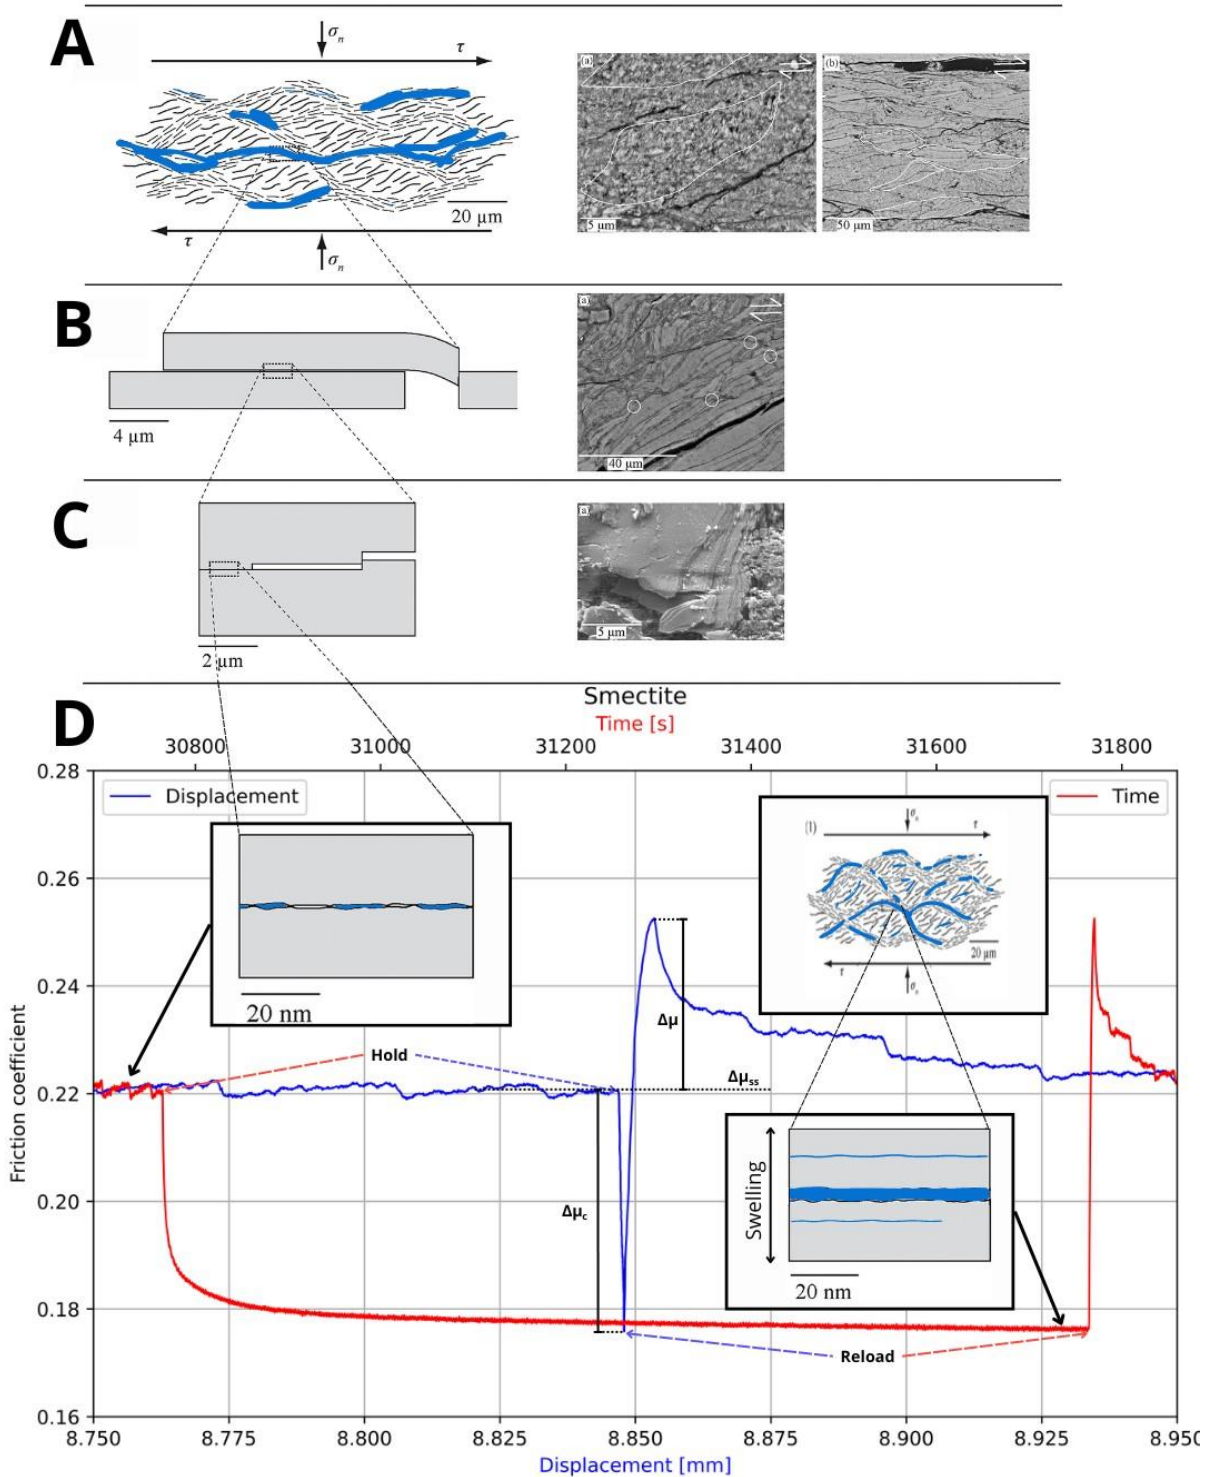 A
σn
τ
20 µm
τ
σn
(a)
5 µm
(b)
50 µm
B
4 µm
(a)
40 µm
C
2 µm
(a)
5 µm
D
Smectite
Time [s]
30800 31000 31200 31400 31600 31800
0.28
0.26
0.24
0.22
0.20
0.18
0.16
Friction coefficient
Displacement
Time
20 nm
(1)
σn
τ
20 µm
τ
σn
Hold
Δµ
Δµss
Δµc
Swelling
20 nm
Reload
8.750 8.775 8.800 8.825 8.850 8.875 8.900 8.925 8.950
Displacement [mm]